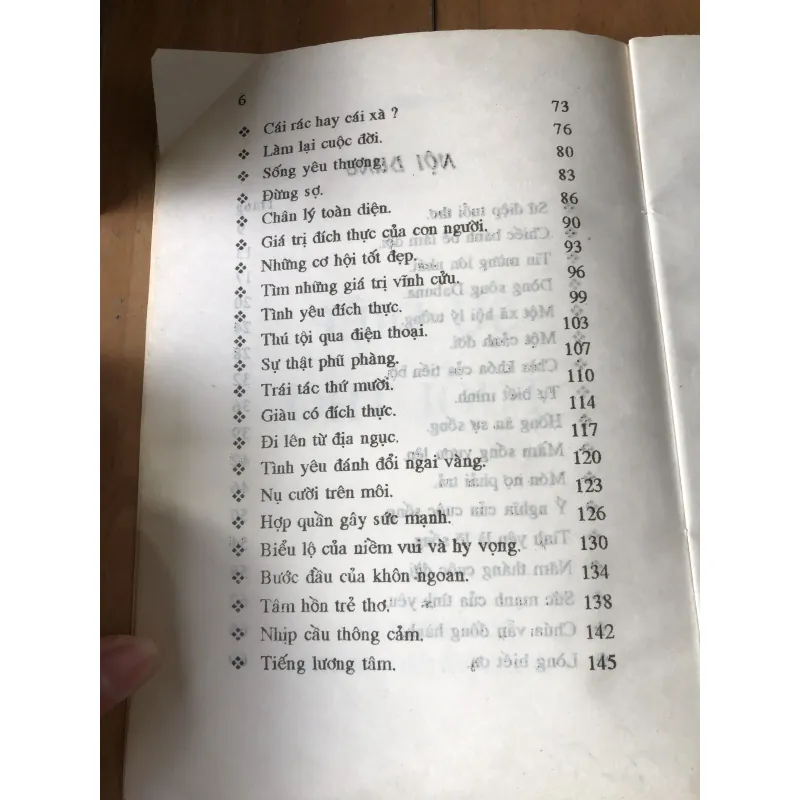 6
❖ Cái rác hay cái xà ? 73
❖ Làm lại cuộc đời. 76
❖ Sống yêu thương. 80
❖ Đừng sợ. 83
❖ Chân lý toàn diện. 86
❖ Giá trị đích thực của con người. 90
❖ Những cơ hội tốt đẹp. 93
❖ Tìm những giá trị vĩnh cửu. 96
❖ Tình yêu đích thực. 99
❖ Thú tội qua điện thoại. 103
❖ Sự thật phũ phàng. 107
❖ Trái tác thứ mười. 110
❖ Giàu có đích thực. 114
❖ Đi lên từ địa ngục. 117
❖ Tình yêu đánh đổi ngai vàng. 120
❖ Nụ cười trên môi. 123
❖ Hợp quần gây sức mạnh. 126
❖ Biểu lộ của niềm vui và hy vọng. 130
❖ Bước đầu của khôn ngoan. 134
❖ Tâm hồn trẻ thơ. 138
❖ Nhịp cầu thông cảm. 142
❖ Tiếng lương tâm. 145